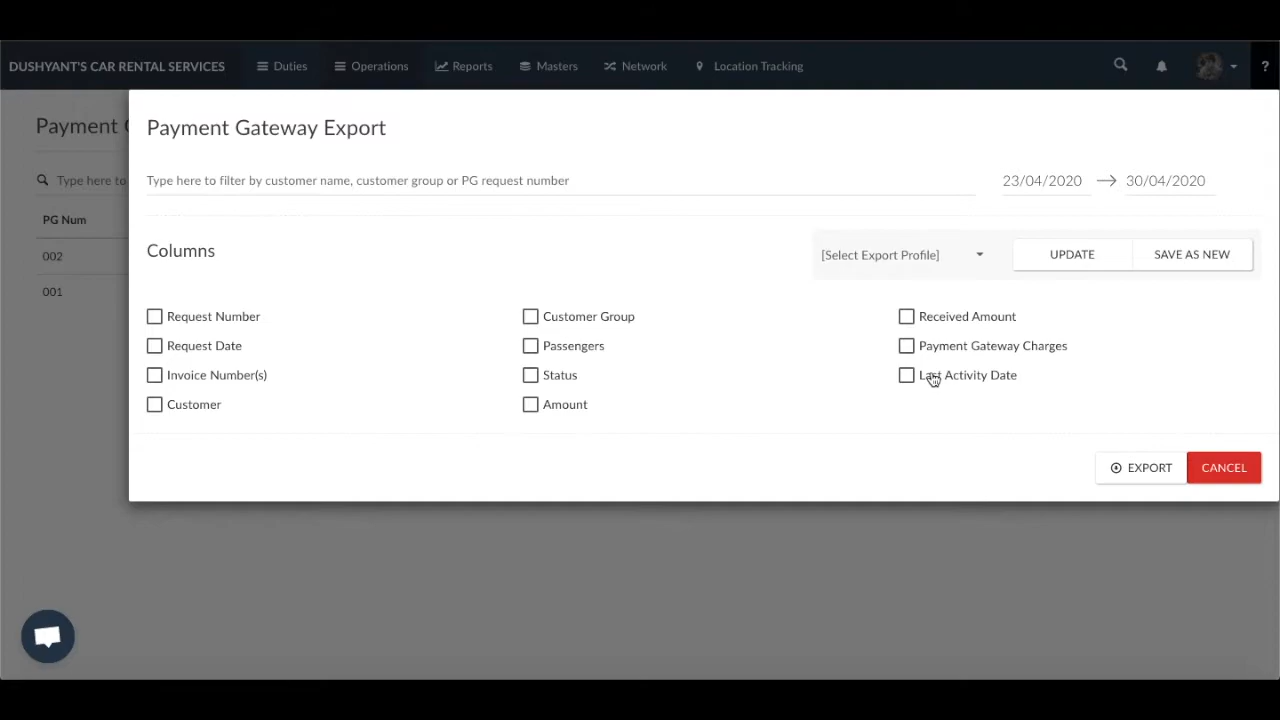 DUSHYANT'S CAR RENTAL SERVICES Duties Operations Reports Masters Network Location Tracking ?
Payment
Payment Gateway Export
Type here to
Type here to filter by customer name, customer group or PG request number 23/04/2020 → 30/04/2020
PG Num
Columns [Select Export Profile] UPDATE SAVE AS NEW
002
001
Request Number Customer Group Received Amount
Request Date Passengers Payment Gateway Charges
Invoice Number(s) Status Last Activity Date
Customer Amount
EXPORT CANCEL